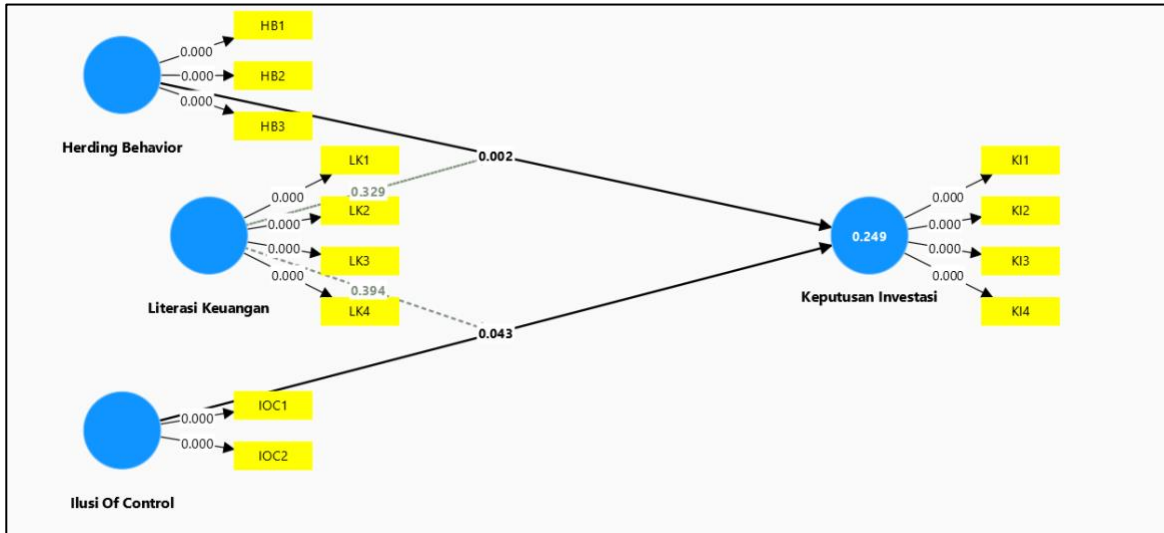 HB1
0.000
HB2
0.000
0.000
HB3
Herding Behavior
0.002
LK1
0.000
0.329
LK2
0.000
0.000
LK3
0.000
0.394
LK4
Literasi Keuangan
0.043
0.249
Keputusan Investasi
KI1
0.000
KI2
0.000
0.000
KI3
0.000
KI4
IOC1
0.000
0.000
IOC2
Ilusi Of Control